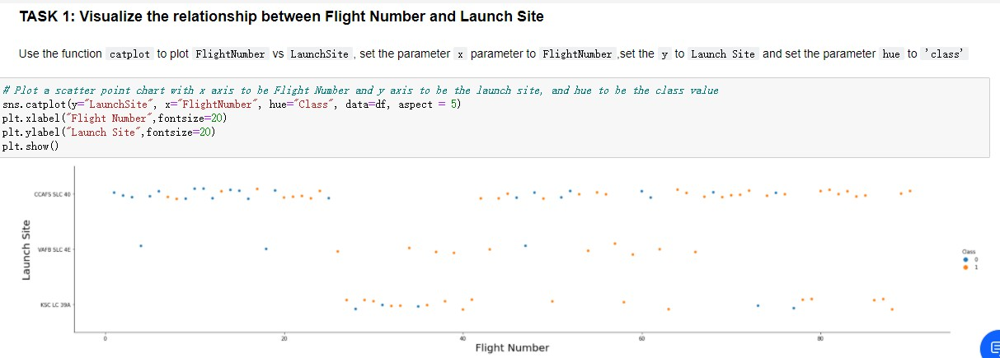 TASK 1: Visualize the relationship between Flight Number and Launch Site
Use the function catplot to plot FlightNumber vs LaunchSite , set the parameter x parameter to FlightNumber ,set the y to Launch Site and set the parameter hue to 'class'
# Plot a scatter point chart with x axis to be Flight Number and y axis to be the launch site, and hue to be the class value
sns.catplot(y="LaunchSite", x="FlightNumber", hue="Class", data=df, aspect = 5)
plt.xlabel("Flight Number",fontsize=20)
plt.ylabel("Launch Site",fontsize=20)
plt.show()
CCAFS SLC 40
VAFB SLC 4E
KSC LC 39A
Launch Site
Class
0
1
0 20 40 60 80
Flight Number